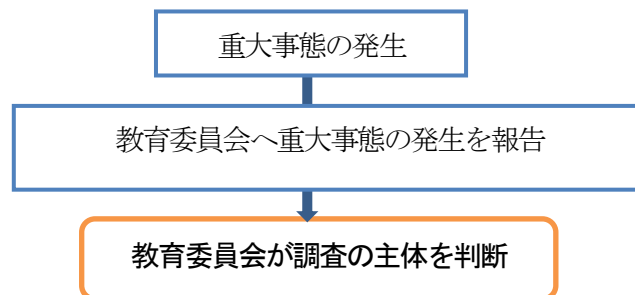 重大事態の発生
教育委員会へ重大事態の発生を報告
教育委員会が調査の主体を判断